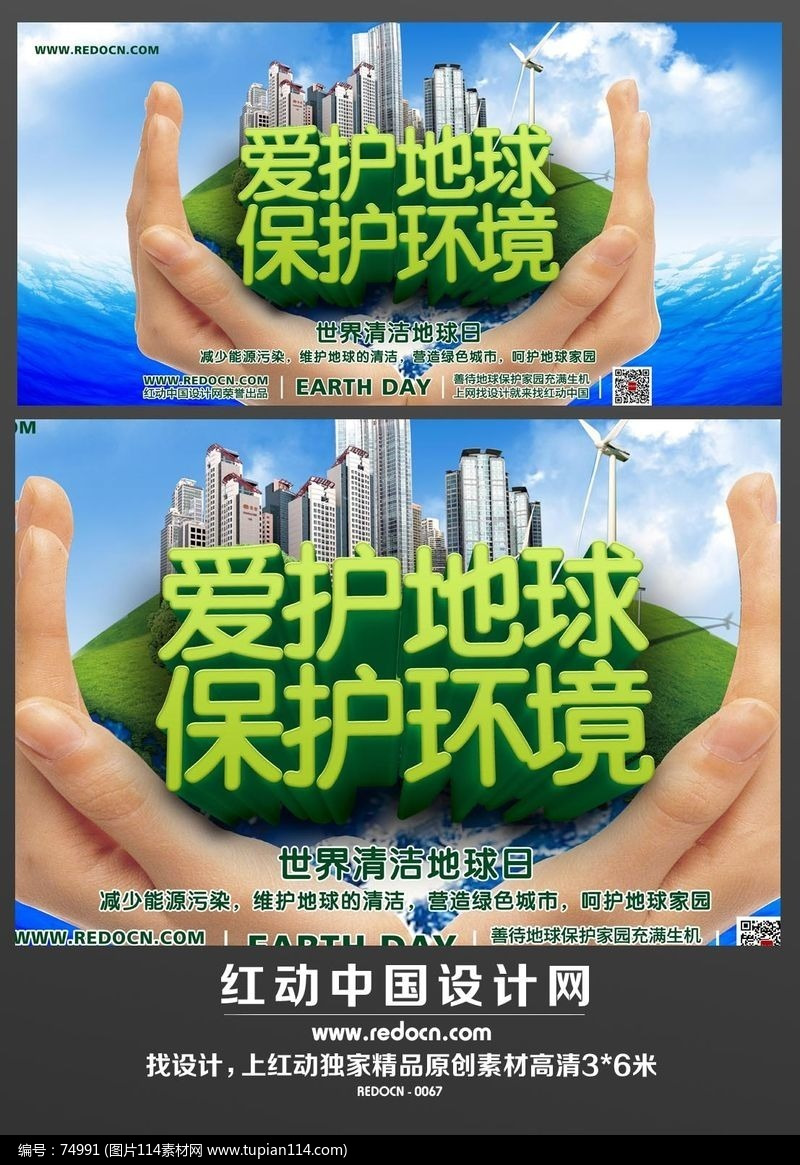 WWW.REDOCN.COM
爱护地球
保护环境
世界清洁地球日
减少能源污染，维护地球的清洁，营造绿色城市，呵护地球家园
WWW.REDOCN.COM
红动中国设计网荣誉出品
EARTH DAY
善待地球保护家园充满生机
上网找设计就来找红动中国
OM
爱护地球
保护环境
世界清洁地球日
减少能源污染，维护地球的清洁，营造绿色城市，呵护地球家园
WWW.REDOCN.COM
EARTH DAY
善待地球保护家园充满生机
红动中国设计网
www.redocn.com
找设计，上红动独家精品原创素材高清3*6米
REDOCN - 0067
编号：74991 (图片114素材网 www.tupian114.com)